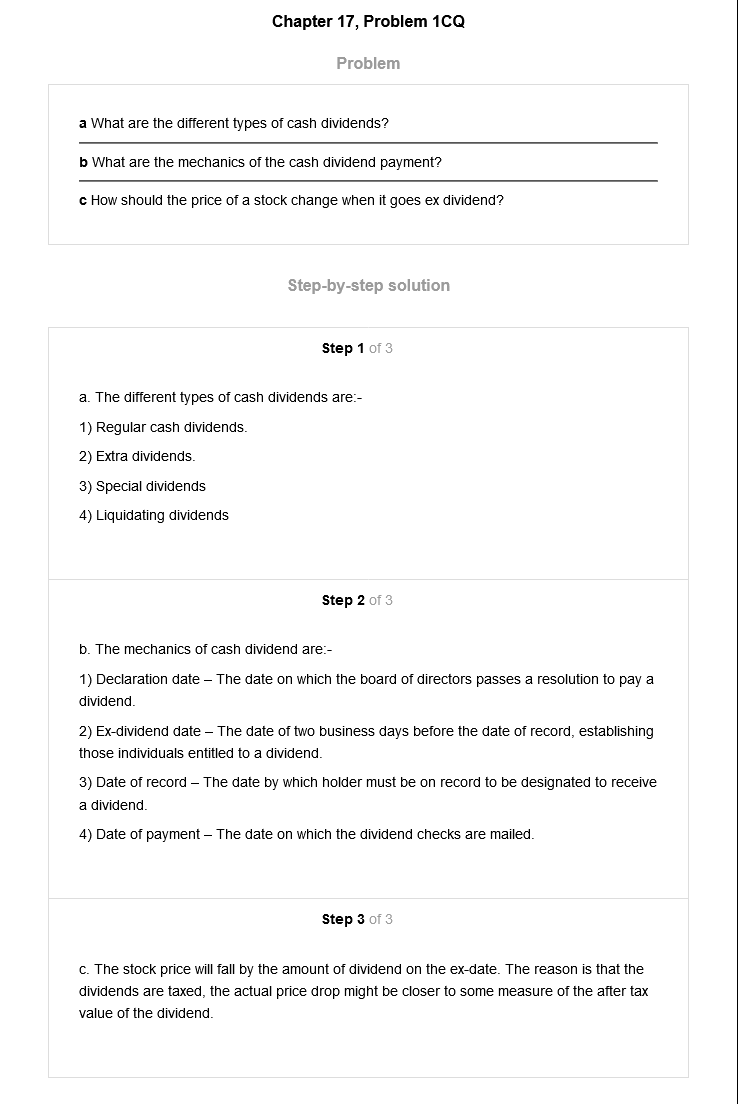 Chapter 17, Problem 1CQ
Problem
a What are the different types of cash dividends?
b What are the mechanics of the cash dividend payment?
c How should the price of a stock change when it goes ex dividend?
Step-by-step solution
Step 1 of 3
a. The different types of cash dividends are:-
1) Regular cash dividends.
2) Extra dividends.
3) Special dividends
4) Liquidating dividends
Step 2 of 3
b. The mechanics of cash dividend are:-
1) Declaration date – The date on which the board of directors passes a resolution to pay a
dividend.
2) Ex-dividend date – The date of two business days before the date of record, establishing
those individuals entitled to a dividend.
3) Date of record – The date by which holder must be on record to be designated to receive
a dividend.
4) Date of payment – The date on which the dividend checks are mailed.
Step 3 of 3
c. The stock price will fall by the amount of dividend on the ex-date. The reason is that the
dividends are taxed, the actual price drop might be closer to some measure of the after tax
value of the dividend.